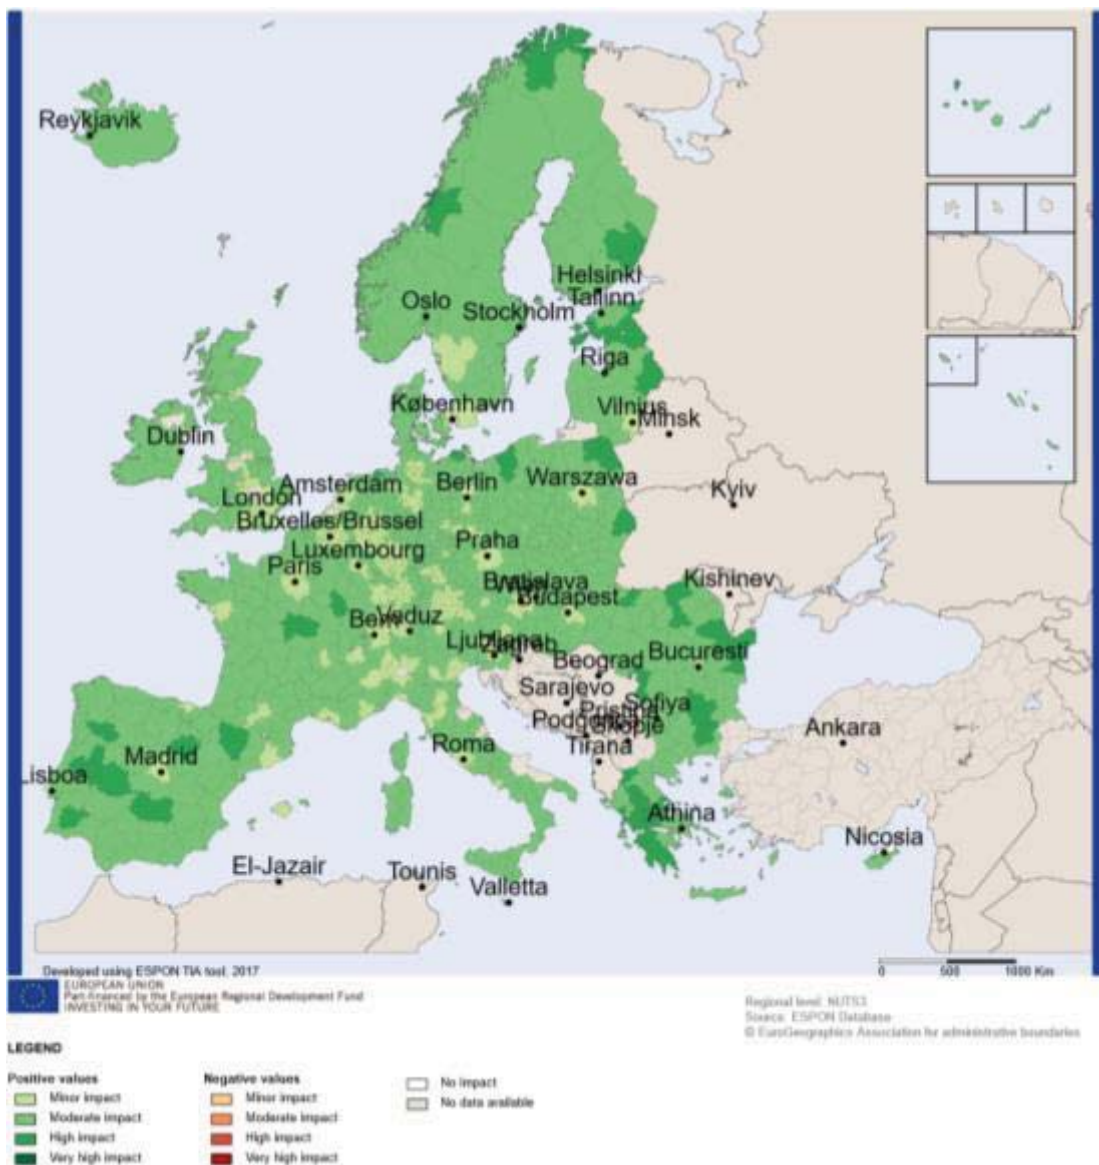 Reykjavik
Helsinki
Tallinn
Oslo
Stockholm
Riga
København
Vilnius
Minsk
Dublin
Amsterdam
Berlin
Warszawa
London
Kyiv
Bruxelles/Brussel
Luxembourg
Praha
Paris
Bratislava
Kishinev
Budapest
Bern
Vaduz
Ljubljana
Zagreb
Beograd
Bucuresti
Sarajevo
Sofiya
Skopje
Ankara
Madrid
Roma
Tirana
Lisboa
Athina
Nicosia
El-Jazair
Tounis
Valletta
Developed using ESPON TIA tool, 2017
0 500 1000 Km
EUROPEAN UNION
Part-financed by the European Regional Development Fund
INVESTING IN YOUR FUTURE
Regional level: NUTS3
Source: ESPON Database
© EuroGeographics Association for administrative boundaries
LEGEND
Positive values
Minor impact
Moderate impact
High impact
Very high impact
Negative values
Minor impact
Moderate impact
High impact
Very high impact
No impact
No data available